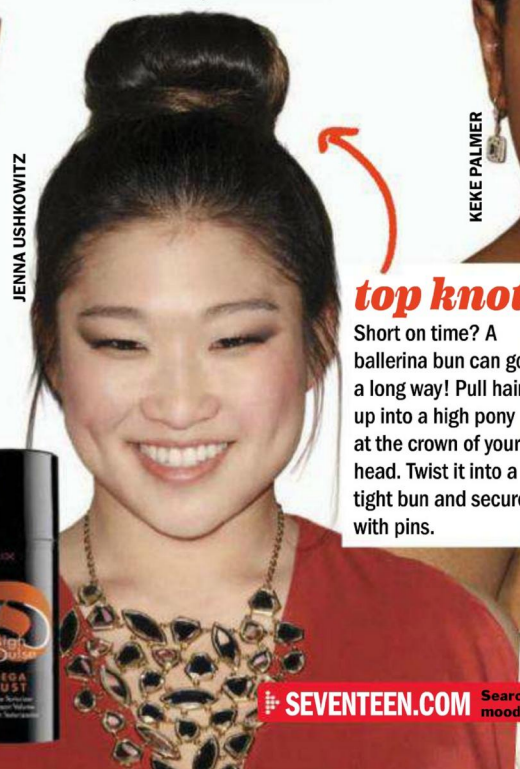 JENNA USHKOWITZ
KEKE PALMER
top knot
Short on time? A
ballerina bun can go
a long way! Pull hair
up into a high pony
at the crown of your
head. Twist it into a
tight bun and secure
with pins.
SEVENTEEN.COM